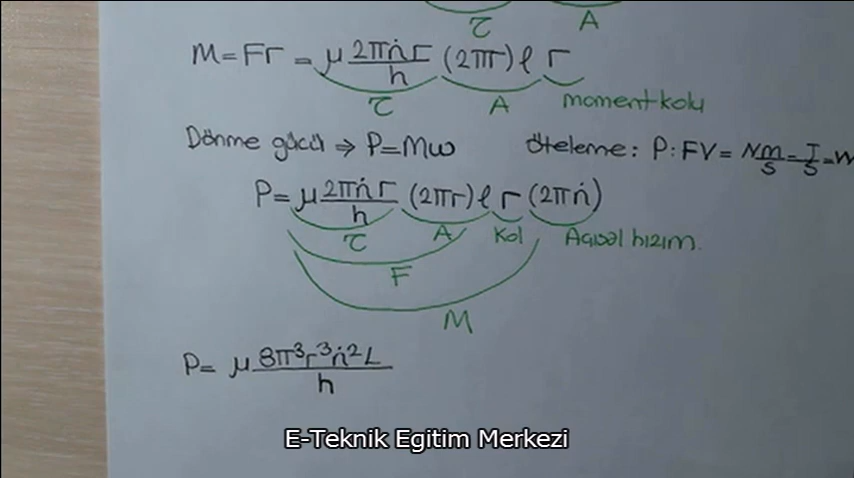 τ A
M=Fr = μ 2πṅr/h (2πr) ℓ r
τ A moment kolu
Dönme gücü ⇒ P=Mω Öteleme: P:FV = Nm/s = J/s = W
P= μ 2πṅr/h (2πr) ℓ r (2πṅ)
τ A Kol Açısal hızım.
F
M
P= μ 8π³r³ṅ²L/h
E-Teknik Egitim Merkezi